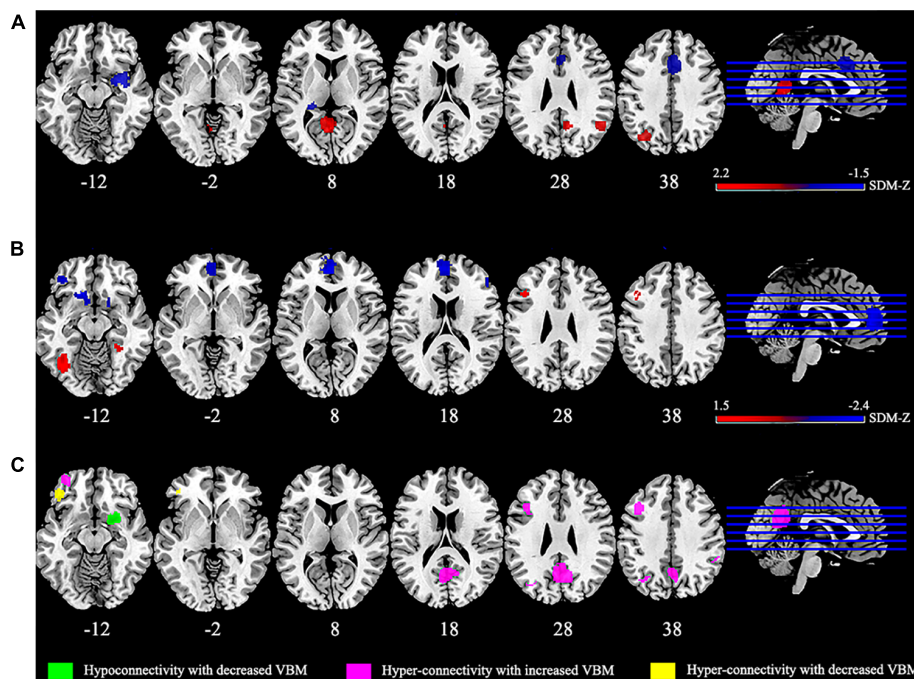 A
-12 -2 8 18 28 38
2.2 -1.5
SDM-Z
B
-12 -2 8 18 28 38
1.5 -2.4
SDM-Z
C
-12 -2 8 18 28 38
Hypoconnectivity with decreased VBM Hyper-connectivity with increased VBM Hyper-connectivity with decreased VBM